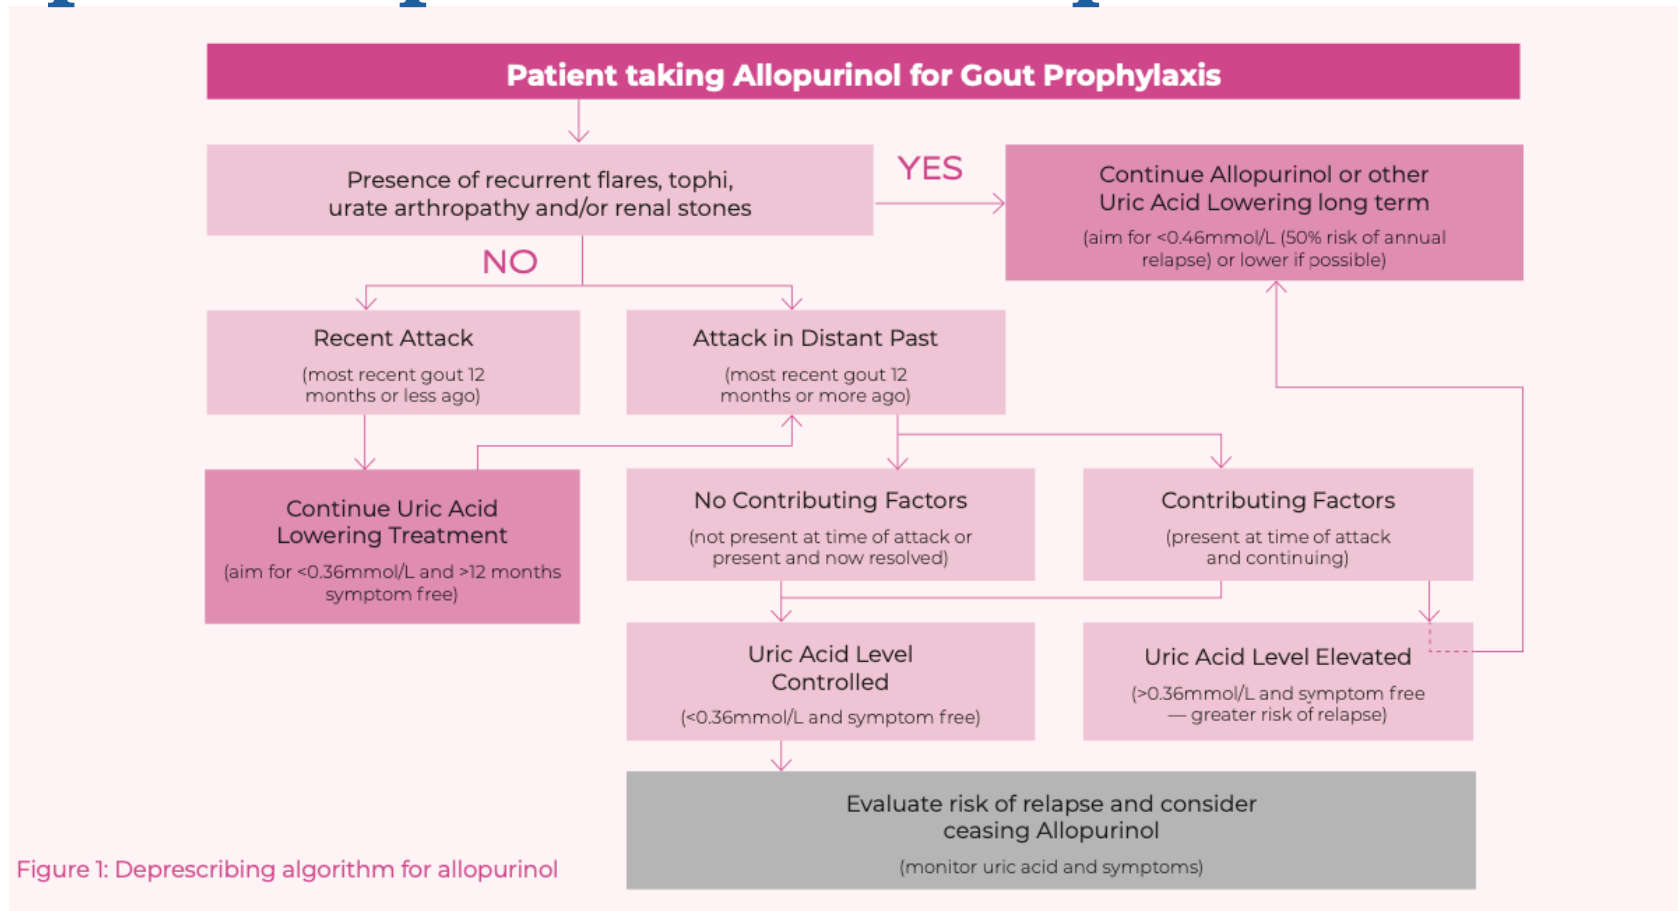 Patient taking Allopurinol for Gout Prophylaxis
Presence of recurrent flares, tophi,
urate arthropathy and/or renal stones
YES
Continue Allopurinol or other
Uric Acid Lowering long term
(aim for <0.46mmol/L (50% risk of annual
relapse) or lower if possible)
NO
Recent Attack
(most recent gout 12
months or less ago)
Attack in Distant Past
(most recent gout 12
months or more ago)
Continue Uric Acid
Lowering Treatment
(aim for <0.36mmol/L and >12 months
symptom free)
No Contributing Factors
(not present at time of attack or
present and now resolved)
Contributing Factors
(present at time of attack
and continuing)
Uric Acid Level
Controlled
(<0.36mmol/L and symptom free)
Uric Acid Level Elevated
(>0.36mmol/L and symptom free
— greater risk of relapse)
Evaluate risk of relapse and consider
ceasing Allopurinol
(monitor uric acid and symptoms)
Figure 1: Deprescribing algorithm for allopurinol